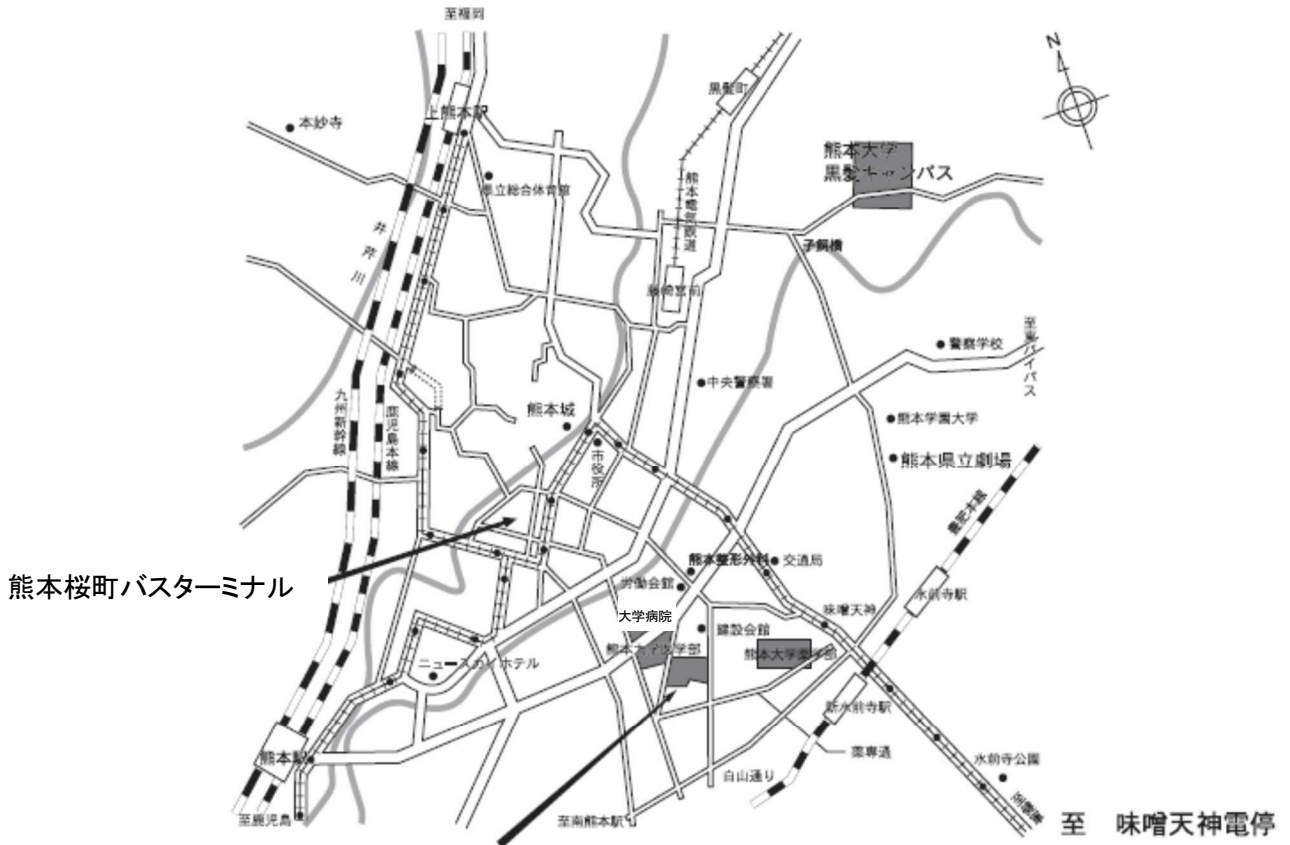 至福岡
N
黒髪町
上熊本駅
本妙寺
熊本大学
黒髪キャンパス
県立総合体育館
熊本電気鉄道
井芹川
子飼橋
藤崎宮前
至東バイパス
警察学校
中央警察署
九州新幹線
鹿児島本線
熊本城
熊本学園大学
市役所
熊本県立劇場
豊肥本線
熊本桜町バスターミナル
熊本整形外科
交通局
労働会館
水前寺駅
大学病院
味噌天神
建設会館
熊本大学医学部
熊本大学薬学部
ニュースカイホテル
新水前寺駅
熊本駅
薬専通
水前寺公園
白山通り
至鹿児島
至南熊本駅
至 味噌天神電停